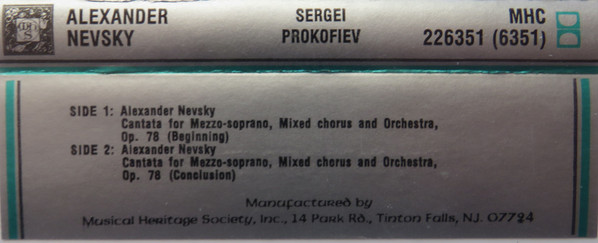 ALEXANDER NEVSKY
SERGEI PROKOFIEV
MHC 226351 (6351)
SIDE 1: Alexander Nevsky
Cantata for Mezzo-soprano, Mixed chorus and Orchestra,
Op. 78 (Beginning)
SIDE 2: Alexander Nevsky
Cantata for Mezzo-soprano, Mixed chorus and Orchestra,
Op. 78 (Conclusion)
Manufactured by
Musical Heritage Society, Inc., 14 Park Rd., Tinton Falls, N.J. 07724